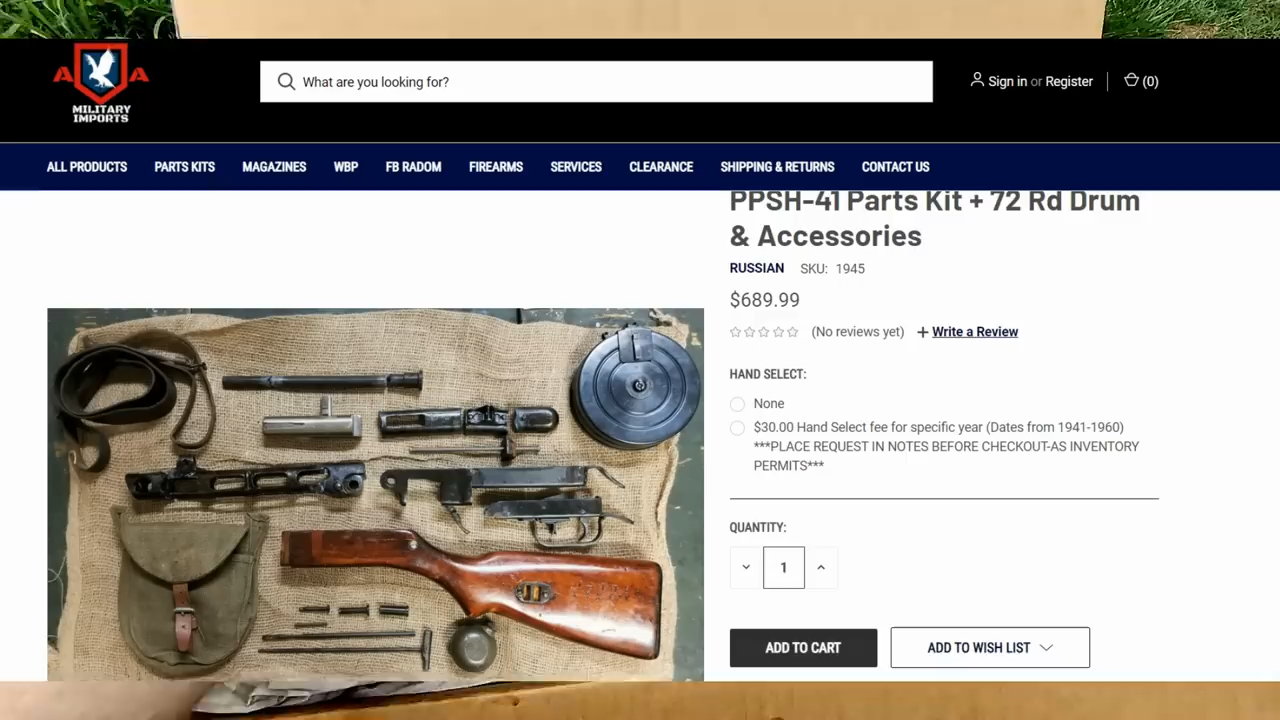 A A
MILITARY
IMPORTS
What are you looking for?
Sign in or Register
(0)
ALL PRODUCTS PARTS KITS MAGAZINES WBP FB RADOM FIREARMS SERVICES CLEARANCE SHIPPING & RETURNS CONTACT US
PPSH-41 Parts Kit + 72 Rd Drum
& Accessories
RUSSIAN SKU: 1945
$689.99
(No reviews yet) + Write a Review
HAND SELECT:
None
$30.00 Hand Select fee for specific year (Dates from 1941-1960)
***PLACE REQUEST IN NOTES BEFORE CHECKOUT-AS INVENTORY
PERMITS***
QUANTITY:
1
ADD TO CART
ADD TO WISH LIST